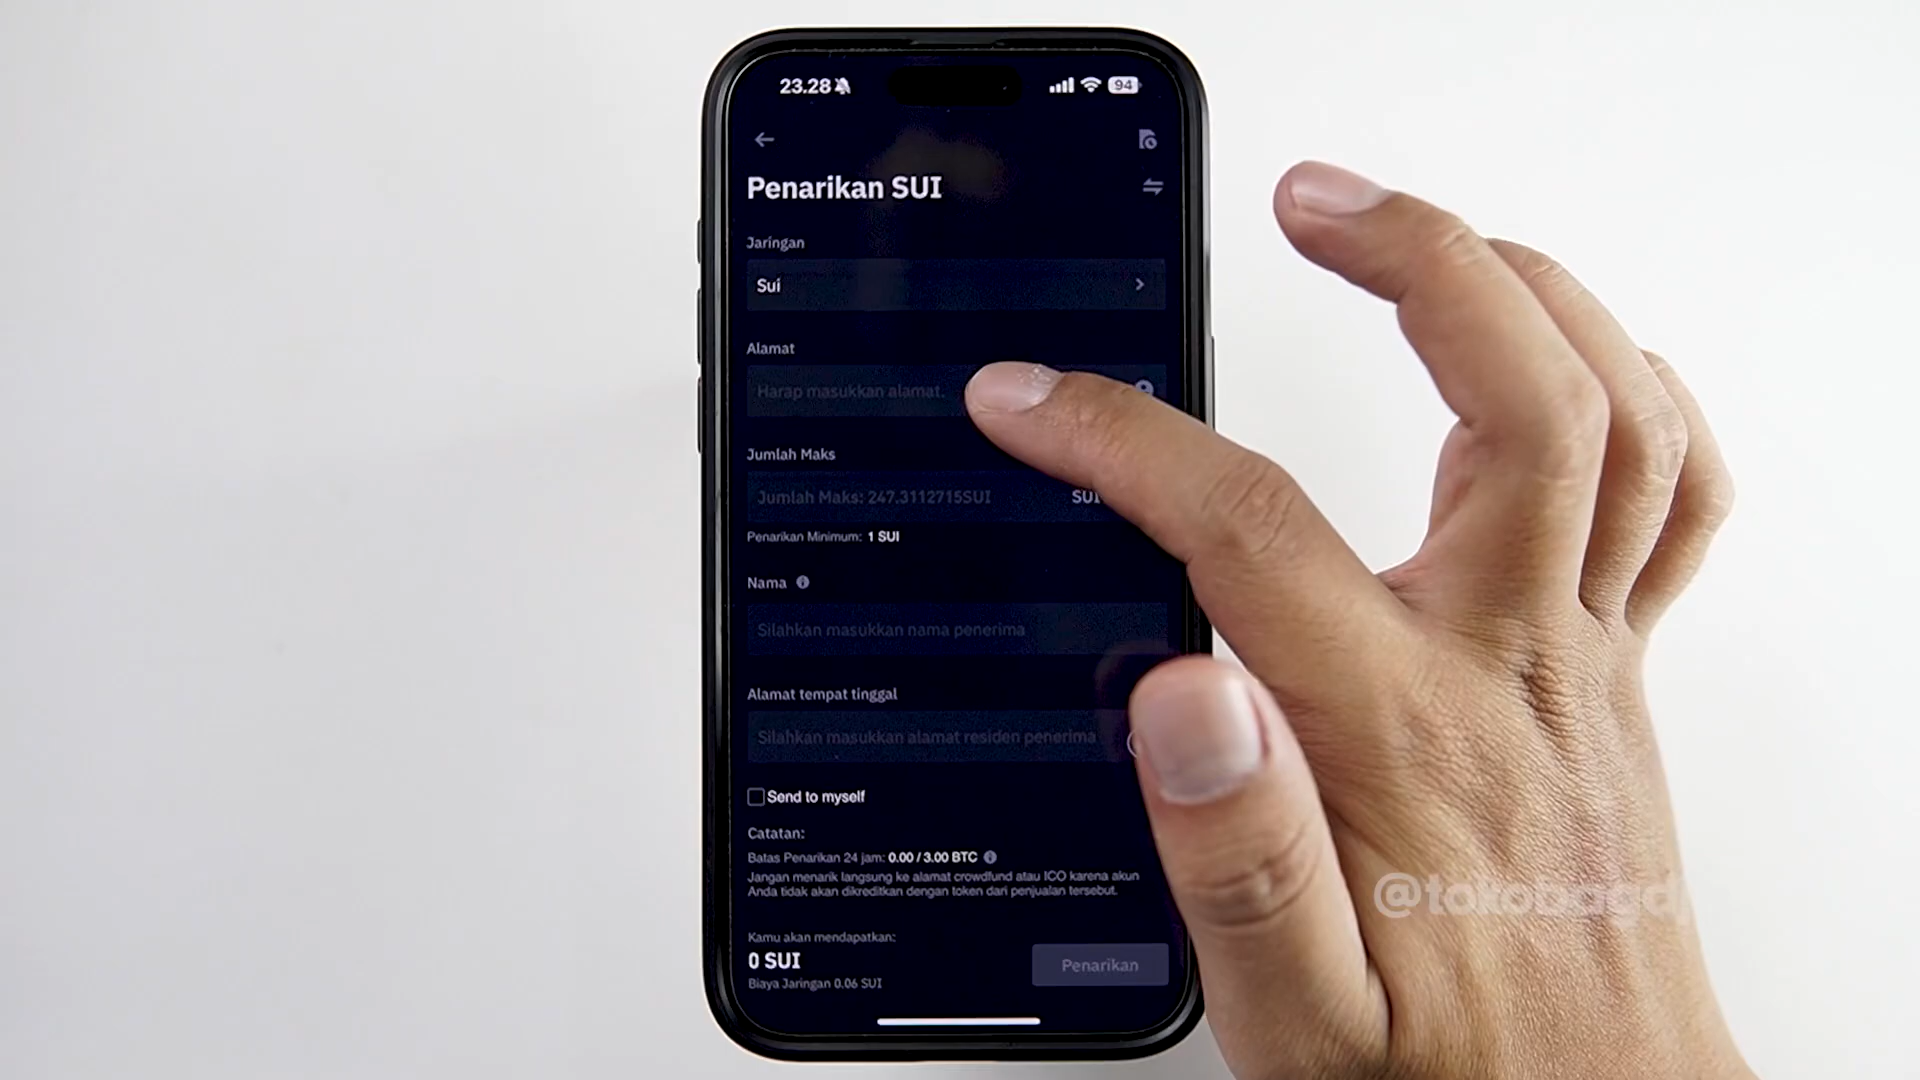 23.28
94
Penarikan SUI
Jaringan
Sui
Alamat
Harap masukkan alamat.
Jumlah Maks
Jumlah Maks: 247.3112715SUI
SUI
Penarikan Minimum: 1 SUI
Nama
Silahkan masukkan nama penerima
Alamat tempat tinggal
Silahkan masukkan alamat residen penerima
Send to myself
Catatan:
Batas Penarikan 24 jam: 0.00 / 3.00 BTC
Jangan menarik langsung ke alamat crowdfund atau ICO karena akun
Anda tidak akan dikreditkan dengan token dari penjualan tersebut.
Kamu akan mendapatkan:
0 SUI
Penarikan
Biaya Jaringan 0.06 SUI